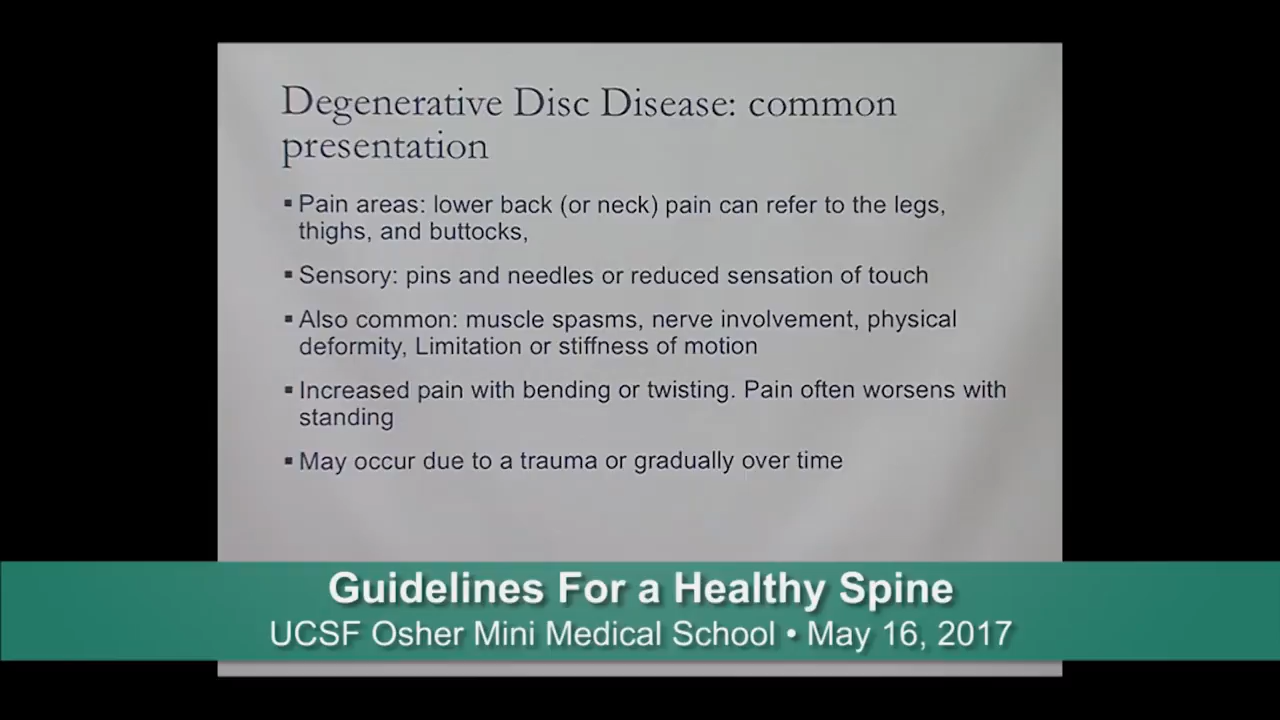 Degenerative Disc Disease: common
presentation
▪ Pain areas: lower back (or neck) pain can refer to the legs,
thighs, and buttocks,
▪ Sensory: pins and needles or reduced sensation of touch
▪ Also common: muscle spasms, nerve involvement, physical
deformity, Limitation or stiffness of motion
▪ Increased pain with bending or twisting. Pain often worsens with
standing
▪ May occur due to a trauma or gradually over time
Guidelines For a Healthy Spine
UCSF Osher Mini Medical School • May 16, 2017